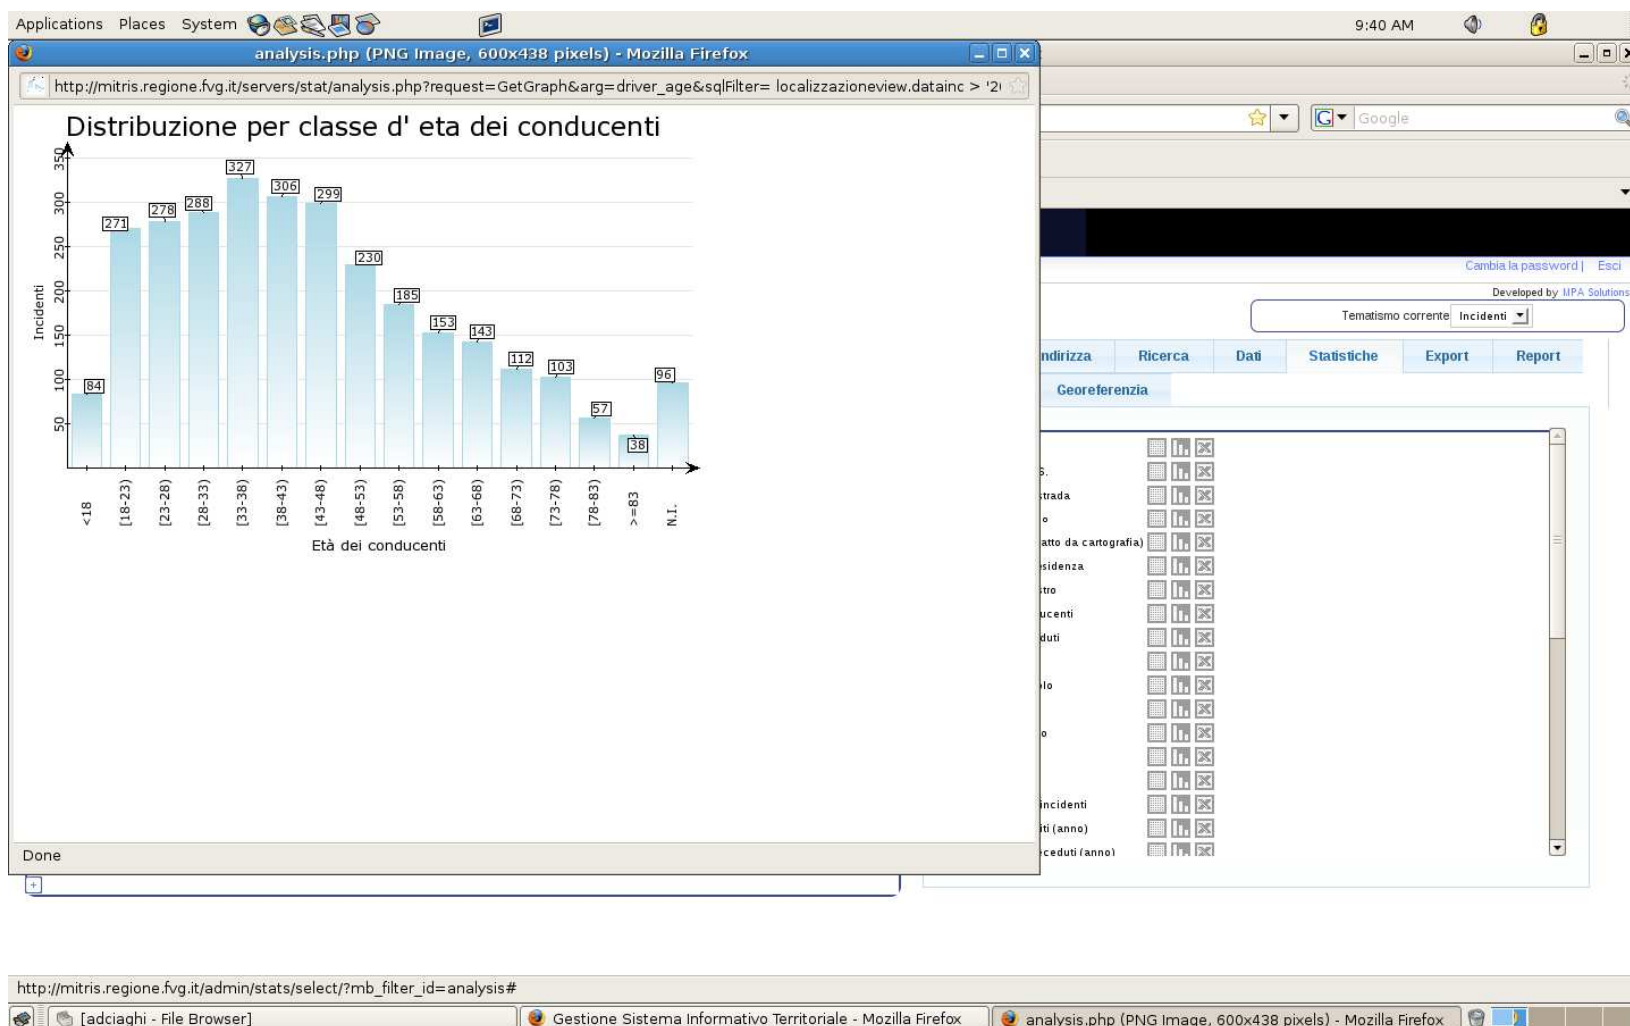 Applications Places System
9:40 AM
analysis.php (PNG Image, 600x438 pixels) - Mozilla Firefox
http://mitris.regione.fvg.it/servers/stat/analysis.php?request=GetGraph&arg=driver_age&sqlFilter= localizzazioneview.datainc > '2
Google
Distribuzione per classe d' eta dei conducenti
Incidenti
350
300
250
200
150
100
50
84
271
278
288
327
306
299
230
185
153
143
112
103
57
38
96
<18
[18-23)
[23-28)
[28-33)
[33-38)
[38-43)
[43-48)
[48-53)
[53-58)
[58-63)
[63-68)
[68-73)
[73-78)
[78-83)
>=83
N.I.
Età dei conducenti
Cambia la password | Esci
Developed by MPA Solutions
Tematismo corrente Incidenti
ndirizza Ricerca Dati Statistiche Export Report
Georeferenzia
s.
strada
o
atto da cartografia)
esidenza
stro
ucenti
duti
olo
o
incidenti
iti (anno)
eceduti (anno)
Done
http://mitris.regione.fvg.it/admin/stats/select/?mb_filter_id=analysis#
[adciaghi - File Browser]
Gestione Sistema Informativo Territoriale - Mozilla Firefox
analysis.php (PNG Image, 600x438 pixels) - Mozilla Firefox